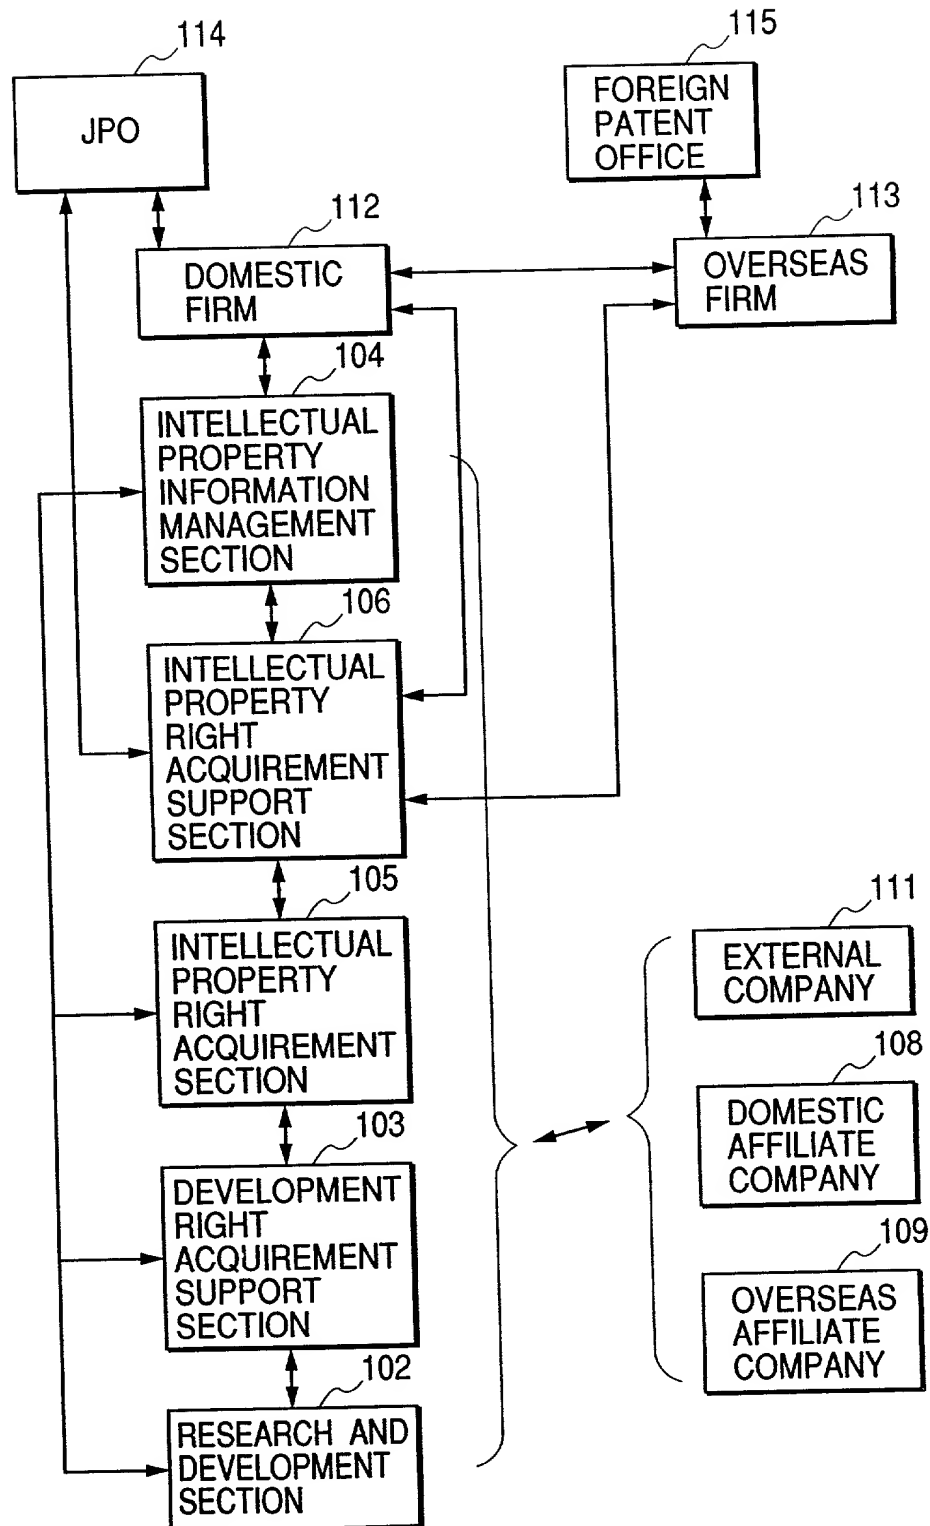 114
JPO
115
FOREIGN
PATENT
OFFICE
112
DOMESTIC
FIRM
113
OVERSEAS
FIRM
104
INTELLECTUAL
PROPERTY
INFORMATION
MANAGEMENT
SECTION
106
INTELLECTUAL
PROPERTY
RIGHT
ACQUIREMENT
SUPPORT
SECTION
105
INTELLECTUAL
PROPERTY
RIGHT
ACQUIREMENT
SECTION
103
DEVELOPMENT
RIGHT
ACQUIREMENT
SUPPORT
SECTION
102
RESEARCH AND
DEVELOPMENT
SECTION
111
EXTERNAL
COMPANY
108
DOMESTIC
AFFILIATE
COMPANY
109
OVERSEAS
AFFILIATE
COMPANY